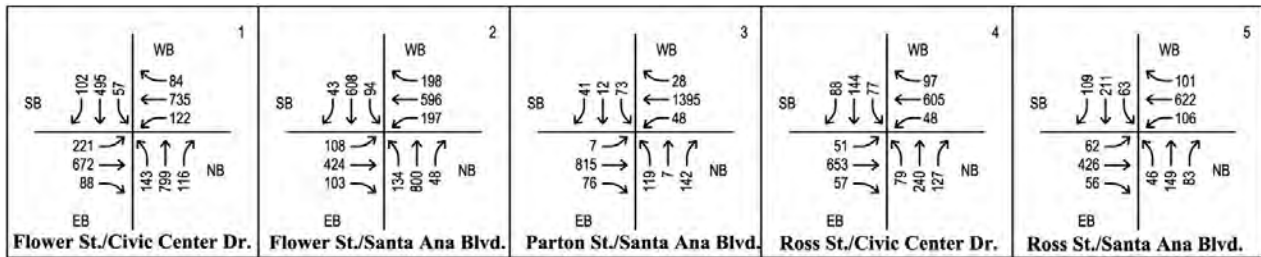 1
WB
102 495 57
84
735
122
SB
221
672
88
143 799 116
NB
EB
Flower St./Civic Center Dr.
2
WB
43 608 94
198
596
197
SB
108
424
103
134 800 48
NB
EB
Flower St./Santa Ana Blvd.
3
WB
41 12 73
28
1395
48
SB
7
815
76
119 7 142
NB
EB
Parton St./Santa Ana Blvd.
4
WB
88 144 77
97
605
48
SB
51
653
57
79 240 127
NB
EB
Ross St./Civic Center Dr.
5
WB
109 211 63
101
622
106
SB
62
426
56
46 149 83
NB
EB
Ross St./Santa Ana Blvd.